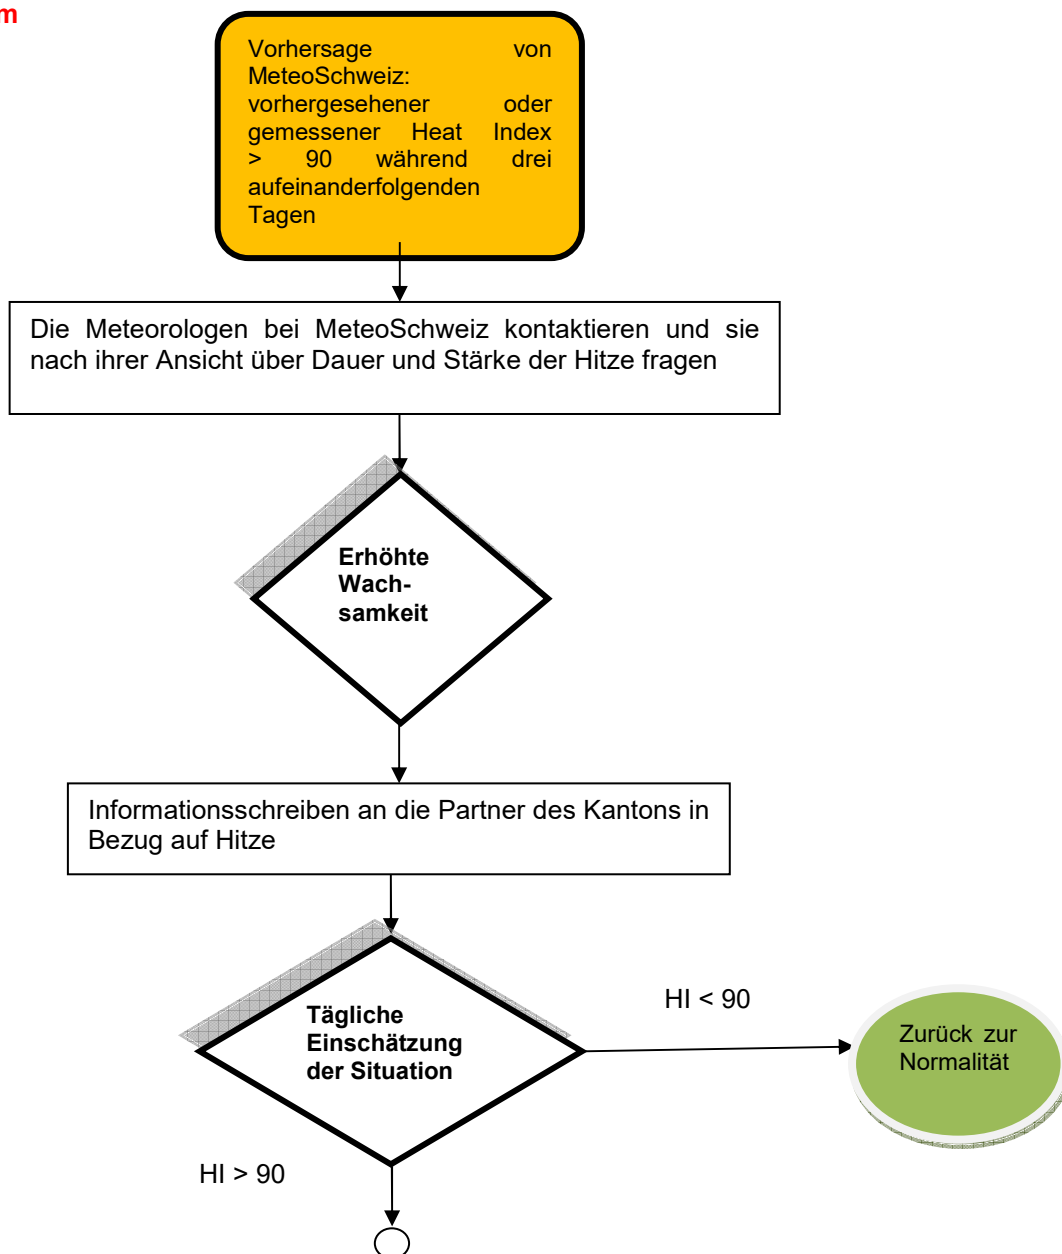 m
Vorhersage von
MeteoSchweiz:
vorhergesehener oder
gemessener Heat Index
> 90 während drei
aufeinanderfolgenden
Tagen
Die Meteorologen bei MeteoSchweiz kontaktieren und sie
nach ihrer Ansicht über Dauer und Stärke der Hitze fragen
Erhöhte
Wach-
samkeit
Informationsschreiben an die Partner des Kantons in
Bezug auf Hitze
Tägliche
Einschätzung
der Situation
HI < 90
Zurück zur
Normalität
HI > 90